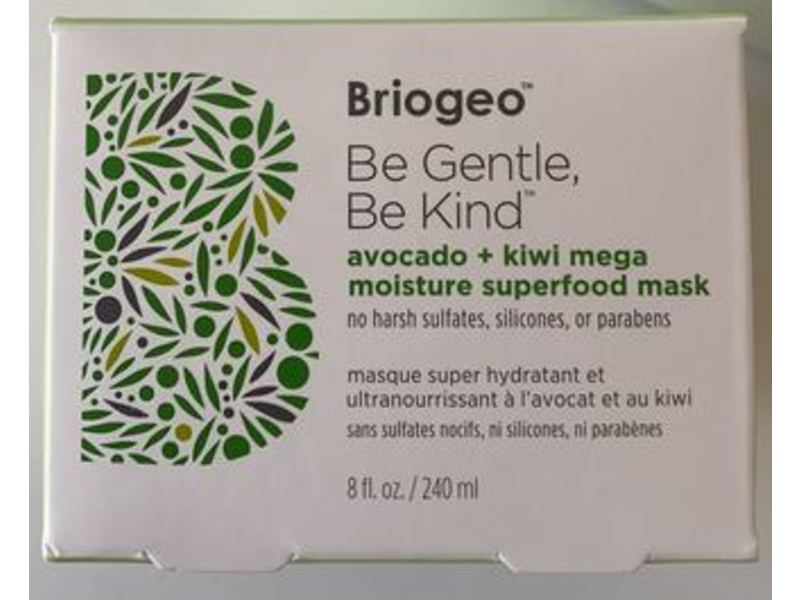 Briogeo™
Be Gentle,
Be Kind™
avocado + kiwi mega
moisture superfood mask
no harsh sulfates, silicones, or parabens
masque super hydratant et
ultranourrissant à l'avocat et au kiwi
sans sulfates nocifs, ni silicones, ni parabènes
8 fl. oz. / 240 ml